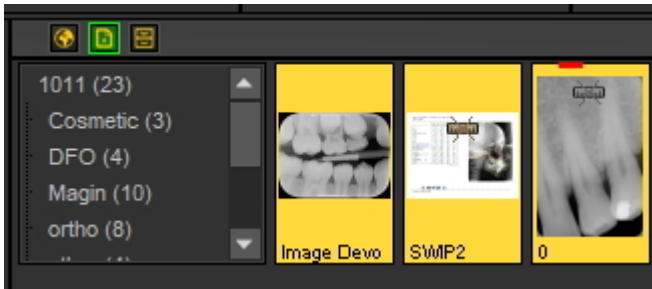 1011 (23)
Cosmetic (3)
DFO (4)
Magin (10)
ortho (8)
Image Devo
SWIP2
0